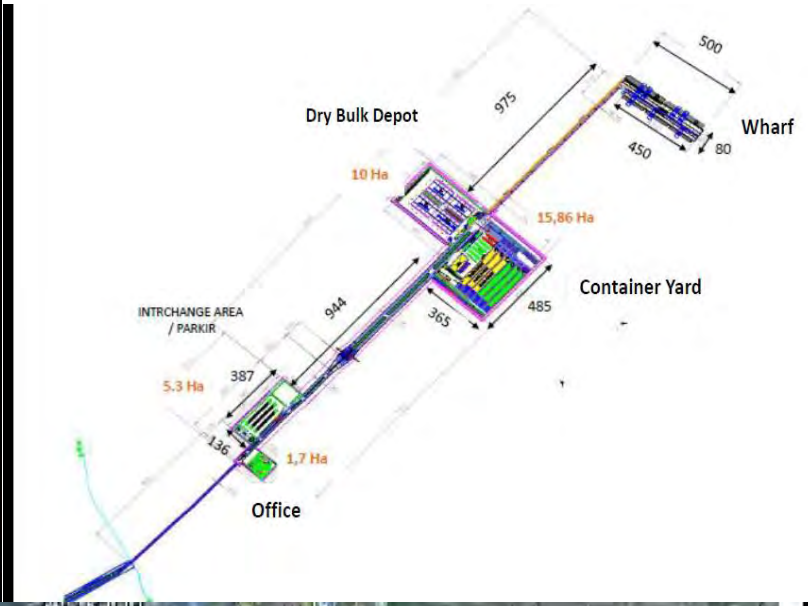 500
975
Dry Bulk Depot
Wharf
450
80
10 Ha
15,86 Ha
Container Yard
485
365
944
INTRCHANGE AREA
/ PARKIR
387
5.3 Ha
136
1,7 Ha
Office